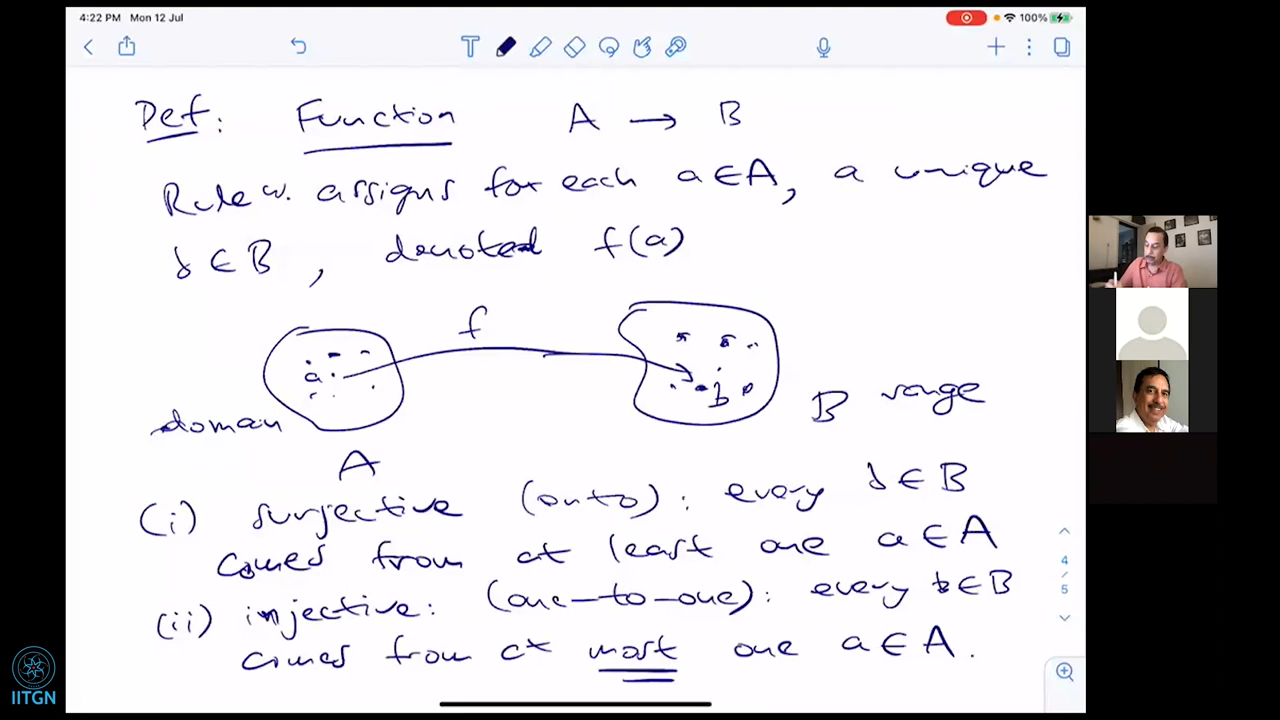 4:22 PM Mon 12 Jul
100%
Def: Function A → B
Rule w. assigns for each a ∈ A, a unique
b ∈ B, denoted f(a)
f
a
b
B range
domain
A
(i) surjective (onto): every b ∈ B
comes from at least one a ∈ A
(ii) injective: (one-to-one): every b ∈ B
comes from at most one a ∈ A.
4
/
5
IITGN